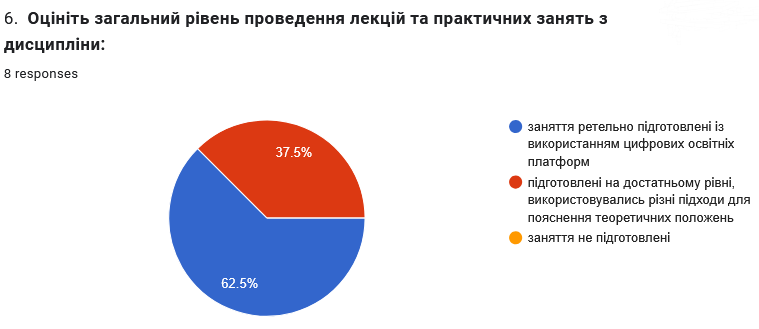 6. Оцініть загальний рівень проведення лекцій та практичних занять з
дисципліни:
8 responses
37.5%
62.5%
заняття ретельно підготовлені із
використанням цифрових освітніх
платформ
підготовлені на достатньому рівні,
використовувались різні підходи для
пояснення теоретичних положень
заняття не підготовлені